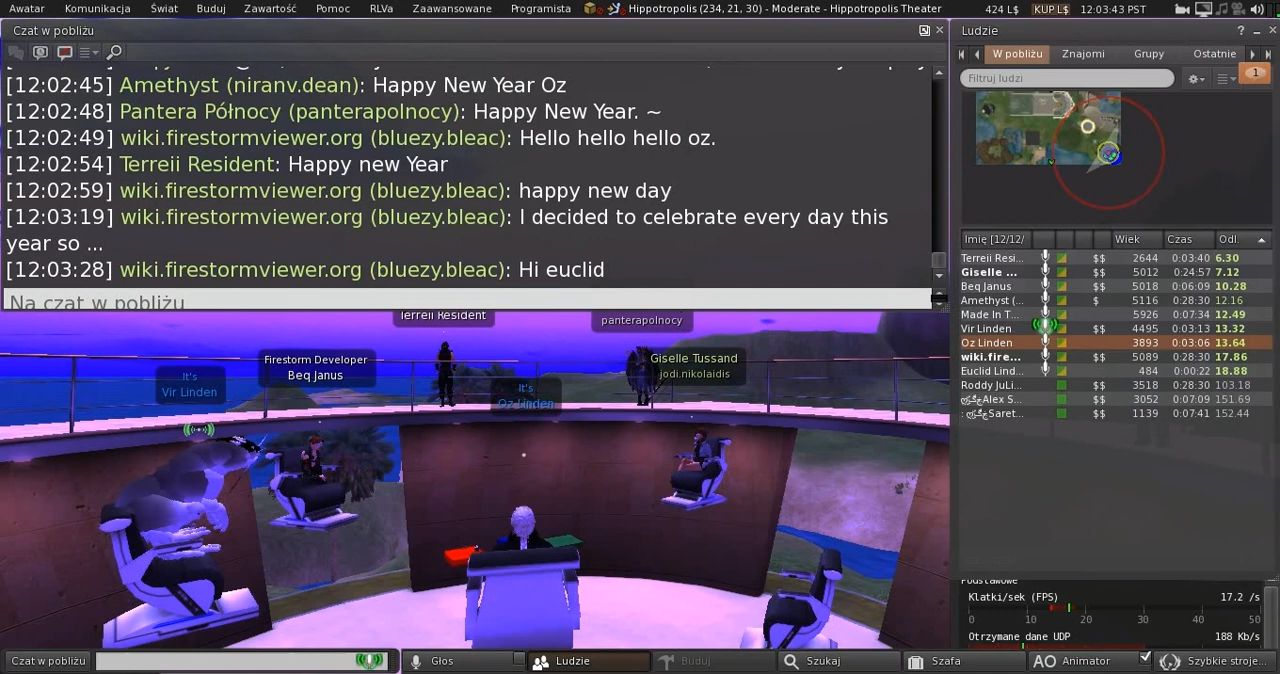 Awatar Komunikacja Świat Buduj Zawartość Pomoc RLVa Zaawansowane Programista Hippotropolis (234, 21, 30) - Moderate - Hippotropolis Theater 424 L$ KUP L$ 12:03:43 PST
Czat w pobliżu
[12:02:45] Amethyst (niranv.dean): Happy New Year Oz
[12:02:48] Pantera Północy (panterapolnocy): Happy New Year. ~
[12:02:49] wiki.firestormviewer.org (bluezy.bleac): Hello hello hello oz.
[12:02:54] Terreii Resident: Happy new Year
[12:02:59] wiki.firestormviewer.org (bluezy.bleac): happy new day
[12:03:19] wiki.firestormviewer.org (bluezy.bleac): I decided to celebrate every day this
year so ...
[12:03:28] wiki.firestormviewer.org (bluezy.bleac): Hi euclid
Na czat w pobliżu
Terreii Resident
panterapolnocy
Firestorm Developer
Beq Janus
Giselle Tussand
jodi.nikolaidis
It's
Vir Linden
It's
Oz Linden
Ludzie ?
W pobliżu Znajomi Grupy Ostatnie
Filtruj ludzi
1
Imię [12/12/ Wiek Czas Odl.
Terreii Resi... $$ 2644 0:03:40 6.30
Giselle ... $$ 5012 0:24:57 7.12
Beq Janus $$ 5018 0:06:09 10.28
Amethyst (... $ 5116 0:28:30 12.16
Made In T... 5926 0:07:34 12.49
Vir Linden $$ 4495 0:03:13 13.32
Oz Linden 3893 0:03:06 13.64
wiki.fire... $$ 5089 0:28:30 17.86
Euclid Lind... 484 0:00:22 18.88
Roddy JuLi... $$ 3518 0:28:30 103.18
Alex S... $$ 3052 0:07:09 151.69
Saret... $$ 1139 0:07:41 152.44
Podstawowe
Klatki/sek (FPS) 17.2 /s
0 10 20 30 40 50
Otrzymane dane UDP 188 Kb/s
Czat w pobliżu Głos Ludzie Buduj Szukaj Szafa AO Animator Szybkie stroje...